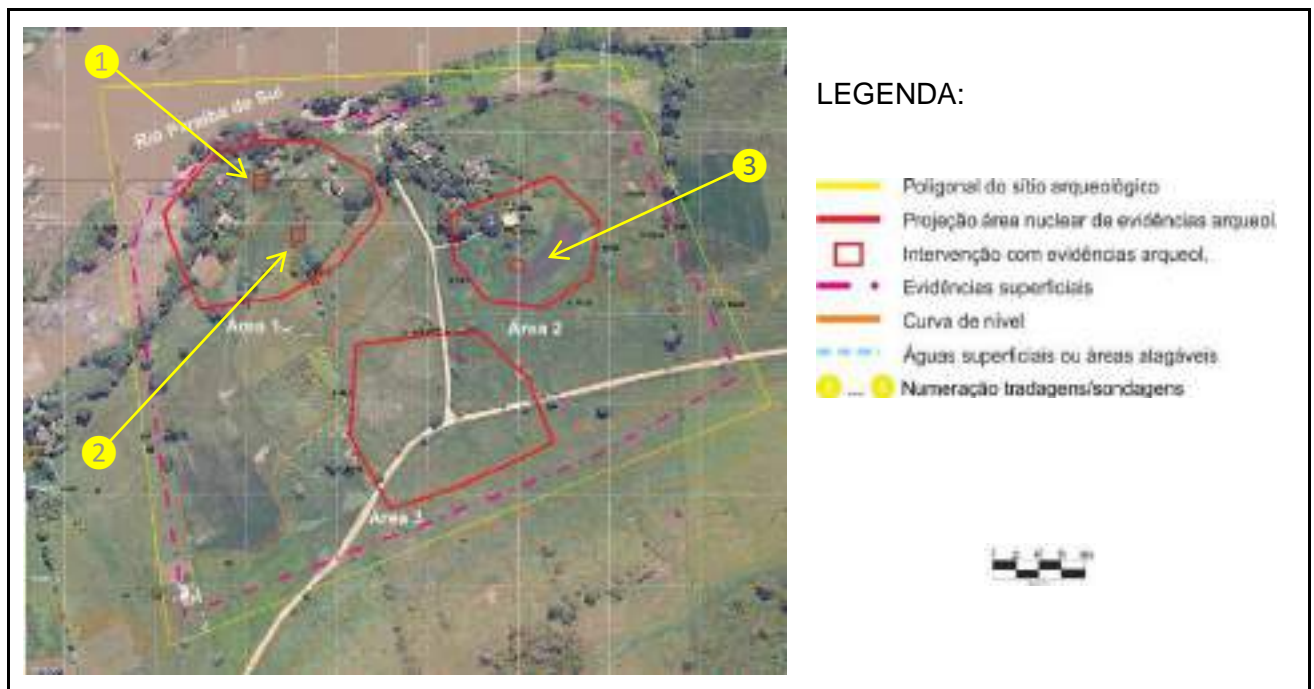 1
Rio Paraíba do Sul
3
Área 1
Área 2
2
Área 3
LEGENDA:
Poligonal do sítio arqueológico
Projeção área nuclear de evidências arqueol.
Intervenção com evidências arqueol.
Evidências superficiais
Curva de nível
Águas superficiais ou áreas alagáveis
... Numeração tradagens/sondagens